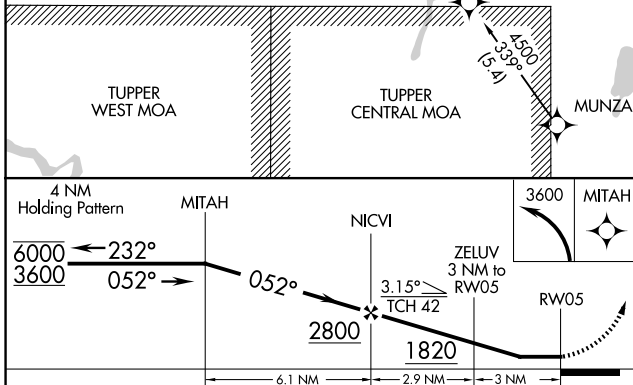 4500
339°
(5.4)
TUPPER
WEST MOA
TUPPER
CENTRAL MOA
MUNZA
4 NM
Holding Pattern
MITAH
NICVI
3600
MITAH
6000
3600
232°
052°
052°
ZELUV
3 NM to
RW05
3.15°
TCH 42
RW05
2800
1820
6.1 NM
2.9 NM
3 NM